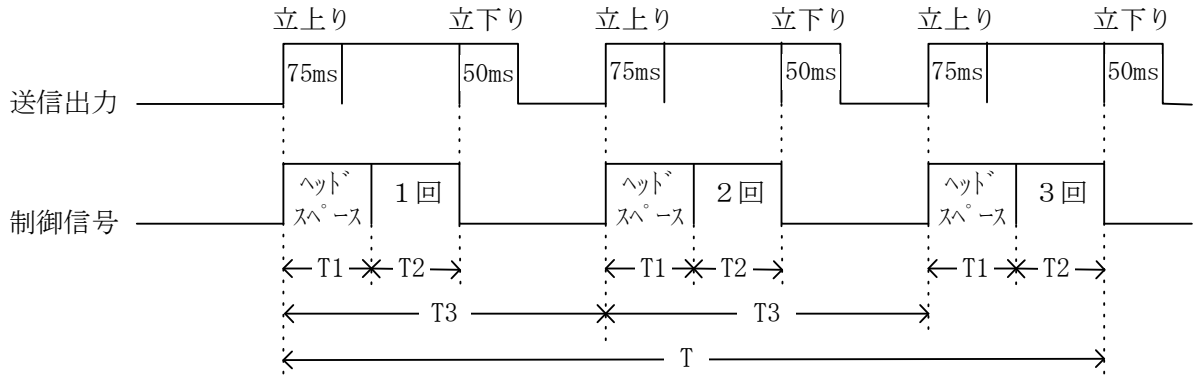 立上り 立下り 立上り 立下り 立上り 立下り
75ms 50ms 75ms 50ms 75ms 50ms
送信出力
ヘッド 1回 ヘッド 2回 ヘッド 3回
スペース スペース スペース
制御信号
T1 T2 T1 T2 T1 T2
T3 T3
T